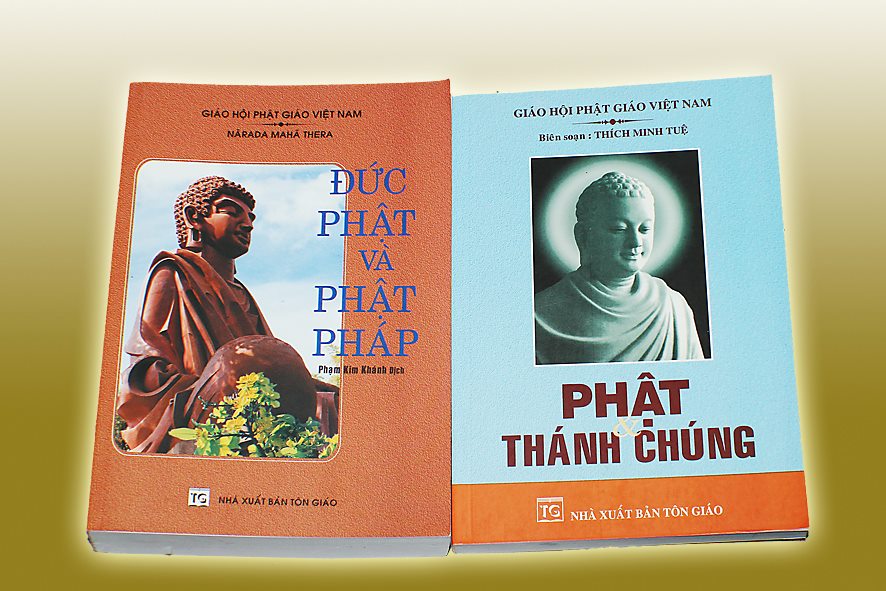 GIÁO HỘI PHẬT GIÁO VIỆT NAM
NÀRADA MAHÃ THERA
ĐỨC
PHẬT
VÀ
PHẬT
PHÁP
Phạm Kim Khánh Dịch
TG
NHÀ XUẤT BẢN TÔN GIÁO
GIÁO HỘI PHẬT GIÁO VIỆT NAM
Biên soạn : THÍCH MINH TUỆ
PHẬT
&
THÁNH CHÚNG
TG
NHÀ XUẤT BẢN TÔN GIÁO